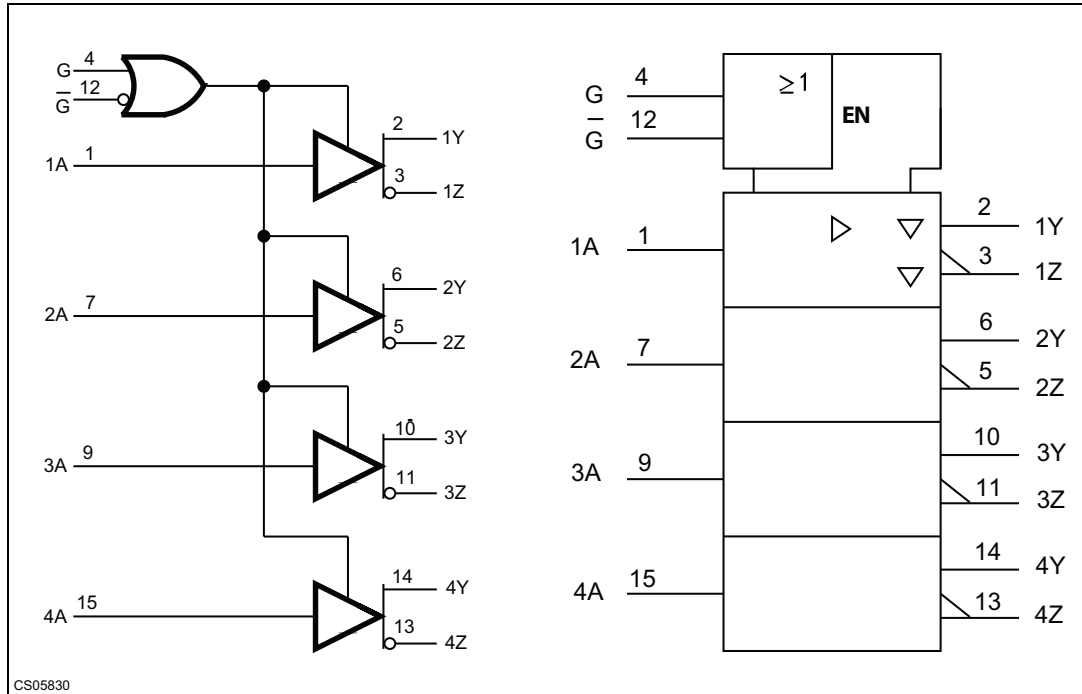 G 4
G̅ 12
1A 1
2 1Y
3 1Z
2A 7
6 2Y
5 2Z
3A 9
10 3Y
11 3Z
4A 15
14 4Y
13 4Z
CS05830
G 4
G̅ 12
≥1
EN
1A 1
2 1Y
3 1Z
2A 7
6 2Y
5 2Z
3A 9
10 3Y
11 3Z
4A 15
14 4Y
13 4Z